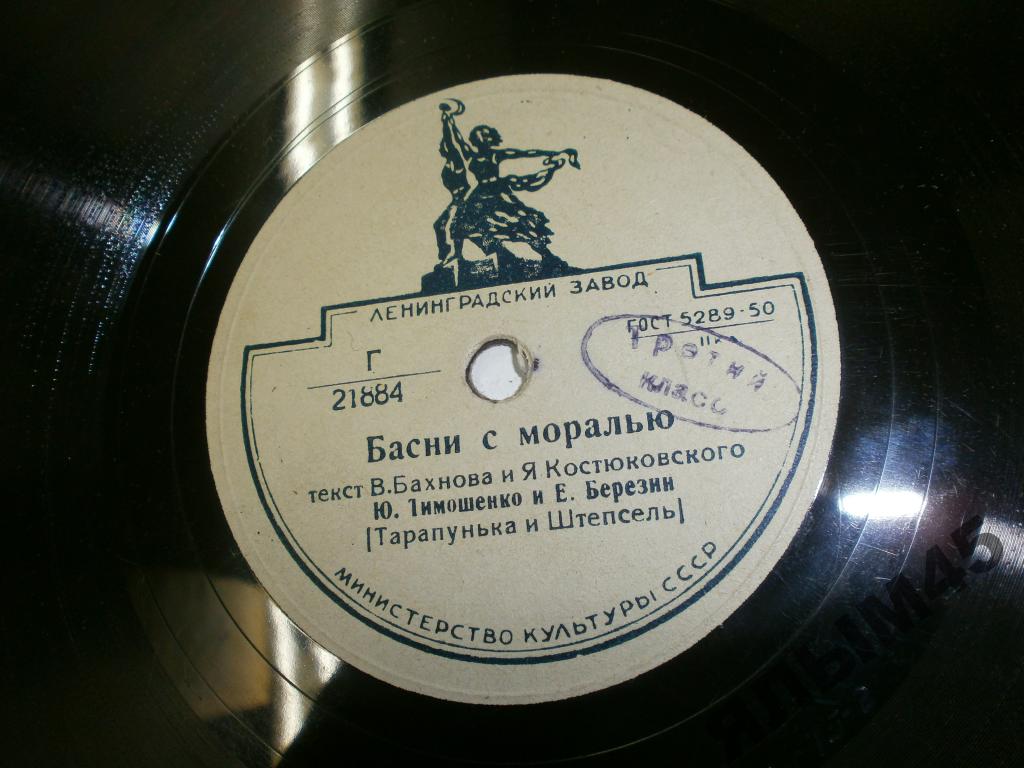 ЛЕНИНГРАДСКИЙ ЗАВОД
ГОСТ 5289-50
Г
21884
Третий
класс
Басни с моралью
текст В.Бахнова и Я Костюковского
Ю. Тимошенко и Е. Березин
[Тарапунька и Штепсель]
МИНИСТЕРСТВО КУЛЬТУРЫ СССР
ЯЛЫМ45